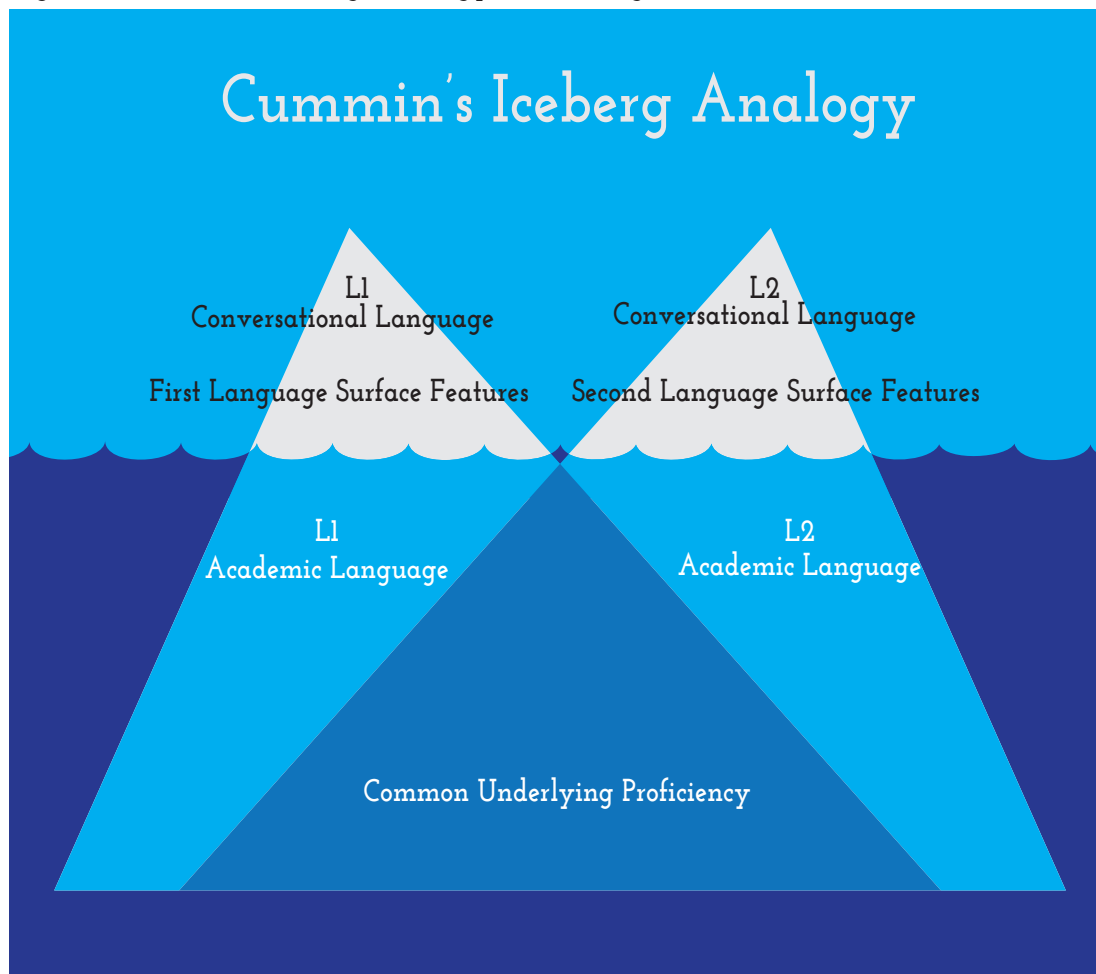 Cummin's Iceberg Analogy
L1
Conversational Language
First Language Surface Features
L2
Conversational Language
Second Language Surface Features
L1
Academic Language
L2
Academic Language
Common Underlying Proficiency